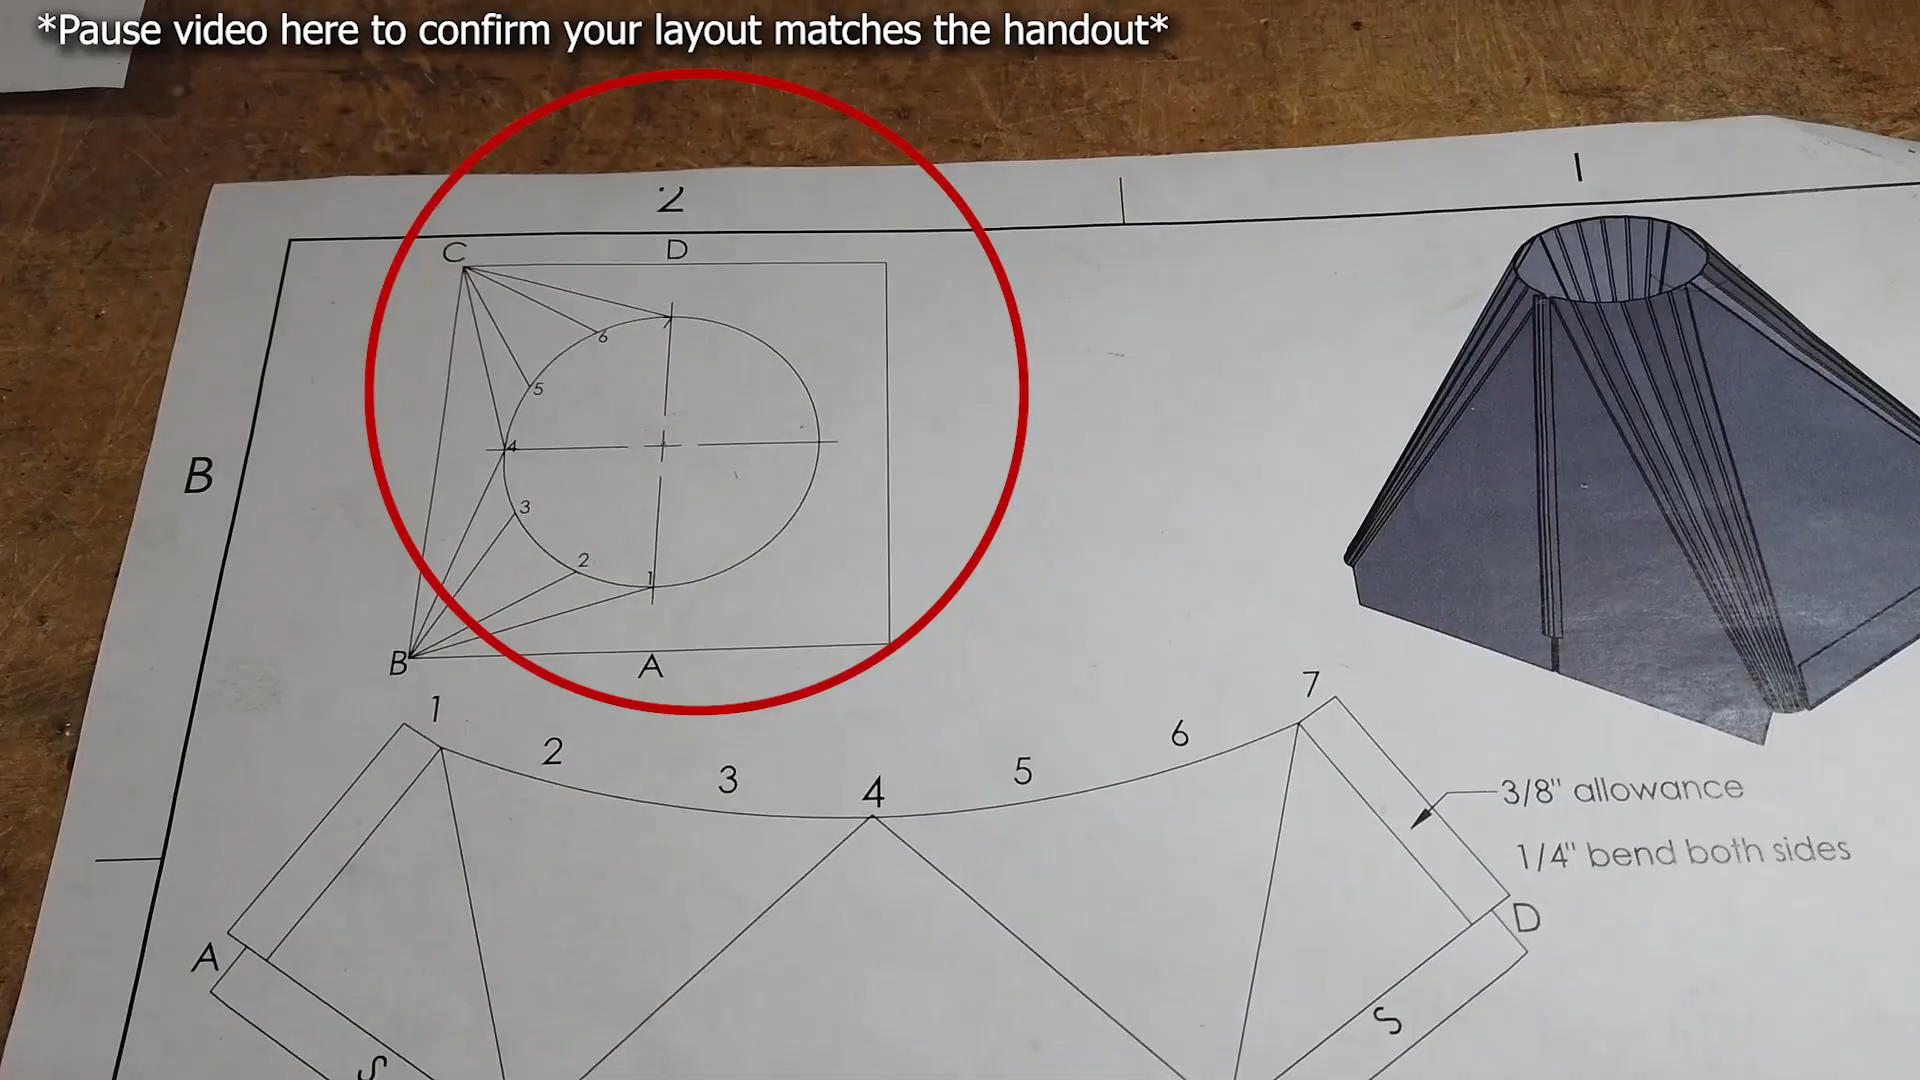 *Pause video here to confirm your layout matches the handout*
2
1
C
D
7
6
5
B
4
3
2
1
B
A
1
2
3
4
5
6
7
3/8" allowance
1/4" bend both sides
A
D
S
S